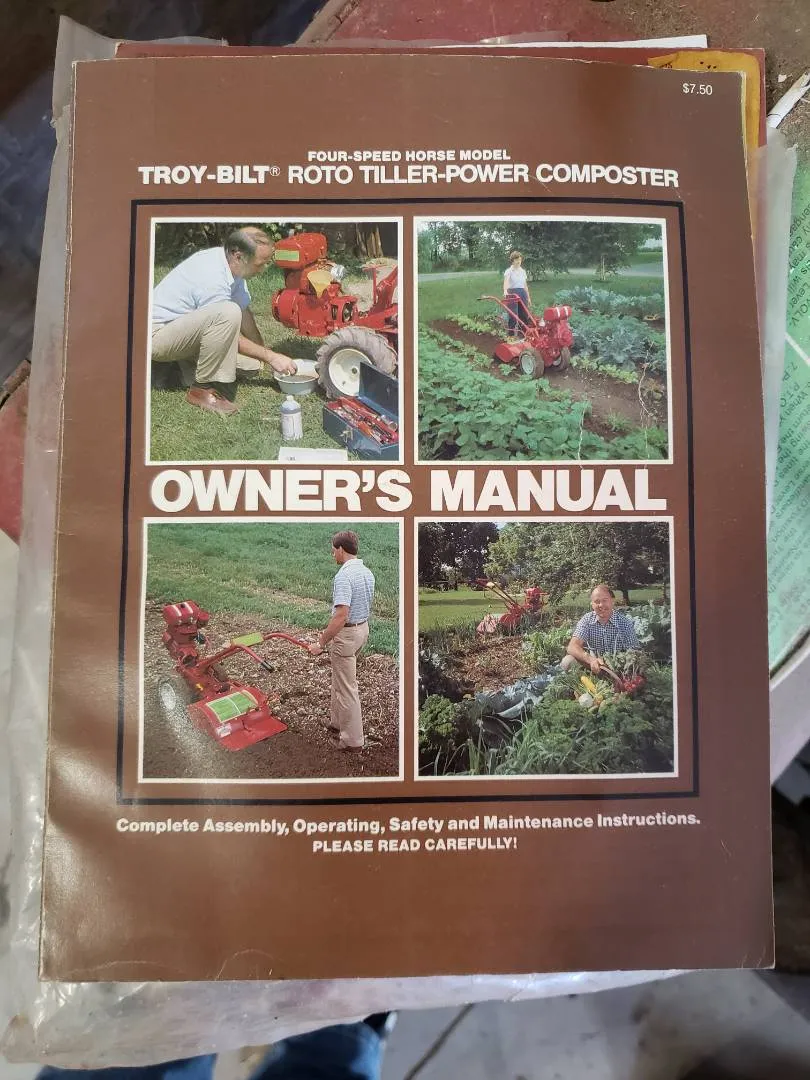 $7.50
FOUR-SPEED HORSE MODEL
TROY-BILT® ROTO TILLER-POWER COMPOSTER
OWNER'S MANUAL
Complete Assembly, Operating, Safety and Maintenance Instructions.
PLEASE READ CAREFULLY!